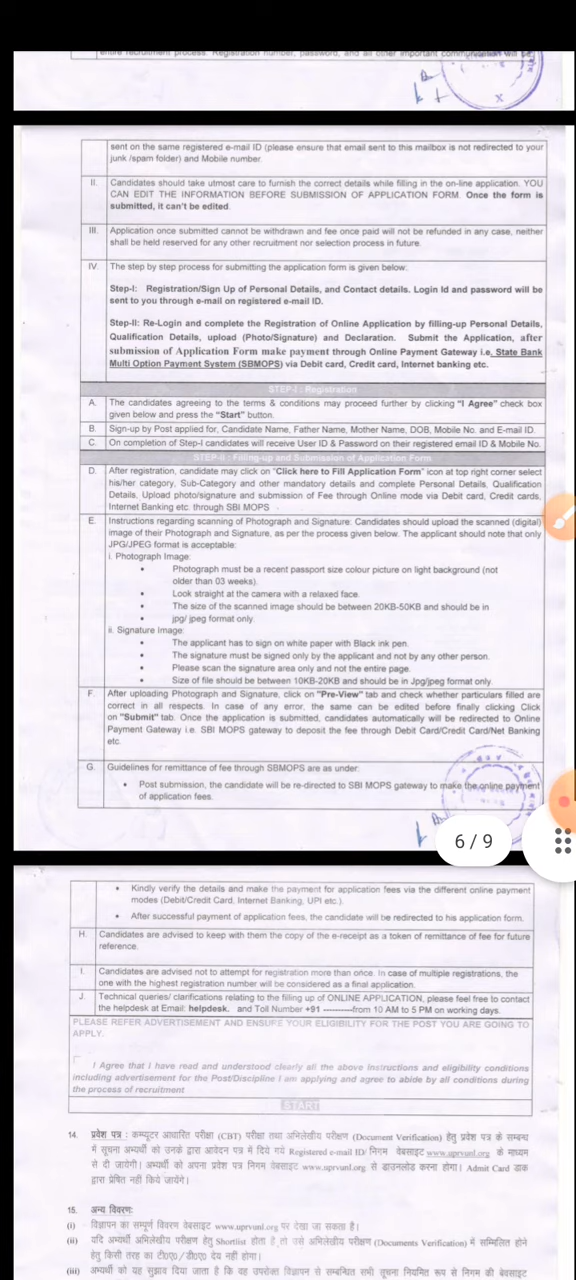 entire recruitment process. Registration number, password, and all other important communication will be
sent on the same registered e-mail ID (please ensure that email sent to this mailbox is not redirected to your
junk /spam folder) and Mobile number.
II. Candidates should take utmost care to furnish the correct details while filling in the on-line application. YOU
CAN EDIT THE INFORMATION BEFORE SUBMISSION OF APPLICATION FORM. Once the form is
submitted, it can't be edited.
III. Application once submitted cannot be withdrawn and fee once paid will not be refunded in any case, neither
shall be held reserved for any other recruitment nor selection process in future.
IV. The step by step process for submitting the application form is given below:
Step-I: Registration/Sign Up of Personal Details, and Contact details. Login Id and password will be
sent to you through e-mail on registered e-mail ID.
Step-II: Re-Login and complete the Registration of Online Application by filling-up Personal Details,
Qualification Details, upload (Photo/Signature) and Declaration. Submit the Application, after
submission of Application Form make payment through Online Payment Gateway i.e. State Bank
Multi Option Payment System (SBMOPS) via Debit card, Credit card, Internet banking etc.
STEP-I : Registration
A. The candidates agreeing to the terms & conditions may proceed further by clicking "I Agree" check box
given below and press the "Start" button.
B. Sign-up by Post applied for, Candidate Name, Father Name, Mother Name, DOB, Mobile No. and E-mail ID.
C. On completion of Step-I candidates will receive User ID & Password on their registered email ID & Mobile No.
STEP-II : Filling-up and Submission of Application Form
D. After registration, candidate may click on "Click here to Fill Application Form" icon at top right corner select
his/her category, Sub-Category and other mandatory details and complete Personal Details, Qualification
Details, Upload photo/signature and submission of Fee through Online mode via Debit card, Credit cards,
Internet Banking etc. through SBI MOPS
E. Instructions regarding scanning of Photograph and Signature: Candidates should upload the scanned (digital)
image of their Photograph and Signature, as per the process given below. The applicant should note that only
JPG/JPEG format is acceptable:
i. Photograph Image:
• Photograph must be a recent passport size colour picture on light background (not
older than 03 weeks).
• Look straight at the camera with a relaxed face.
• The size of the scanned image should be between 20KB-50KB and should be in
• jpg/ jpeg format only.
ii. Signature Image:
• The applicant has to sign on white paper with Black ink pen.
• The signature must be signed only by the applicant and not by any other person.
• Please scan the signature area only and not the entire page.
• Size of file should be between 10KB-20KB and should be in Jpg/jpeg format only.
F. After uploading Photograph and Signature, click on "Pre-View" tab and check whether particulars filled are
correct in all respects. In case of any error, the same can be edited before finally clicking Click
on "Submit" tab. Once the application is submitted, candidates automatically will be redirected to Online
Payment Gateway i.e. SBI MOPS gateway to deposit the fee through Debit Card/Credit Card/Net Banking
etc.
G. Guidelines for remittance of fee through SBMOPS are as under:
• Post submission, the candidate will be re-directed to SBI MOPS gateway to make the online payment
of application fees.
6 / 9
• Kindly verify the details and make the payment for application fees via the different online payment
modes (Debit/Credit Card, Internet Banking, UPI etc.).
• After successful payment of application fees, the candidate will be redirected to his application form.
H. Candidates are advised to keep with them the copy of the e-receipt as a token of remittance of fee for future
reference.
I. Candidates are advised not to attempt for registration more than once. In case of multiple registrations, the
one with the highest registration number will be considered as a final application.
J. Technical queries/ clarifications relating to the filling up of ONLINE APPLICATION, please feel free to contact
the helpdesk at Email: helpdesk. and Toll Number +91 ----------from 10 AM to 5 PM on working days.
PLEASE REFER ADVERTISEMENT AND ENSURE YOUR ELIGIBILITY FOR THE POST YOU ARE GOING TO
APPLY.
I Agree that I have read and understood clearly all the above instructions and eligibility conditions
including advertisement for the Post/Discipline I am applying and agree to abide by all conditions during
the process of recruitment
START
14. प्रवेश पत्र : कम्प्यूटर आधारित परीक्षा (CBT) परीक्षा तथा अभिलेखीय परीक्षण (Document Verification) हेतु प्रवेश पत्र के सम्बन्ध
में सूचना अभ्यर्थी को उनके द्वारा आवेदन पत्र में दिये गये Registered e-mail ID/ निगम वेबसाइट www.uprvunl.org के माध्यम
से दी जायेगी। अभ्यर्थी को अपना प्रवेश पत्र निगम वेबसाइट www.uprvunl.org से डाउनलोड करना होगा। Admit Card डाक
द्वारा प्रेषित नहीं किये जायेंगे।
15. अन्य विवरण:
(i) विज्ञापन का सम्पूर्ण विवरण वेबसाइट www.uprvunl.org पर देखा जा सकता है।
(ii) यदि अभ्यर्थी अभिलेखीय परीक्षण हेतु Shortlist होता है तो उसे अभिलेखीय परीक्षण (Documents Verification) में सम्मिलित होने
हेतु किसी तरह का टी0ए0/डी0ए0 देय नहीं होगा।
(iii) अभ्यर्थी को यह सुझाव दिया जाता है कि वह उपरोक्त विज्ञापन से सम्बन्धित सभी सूचना नियमित रूप से निगम की वेबसाइट